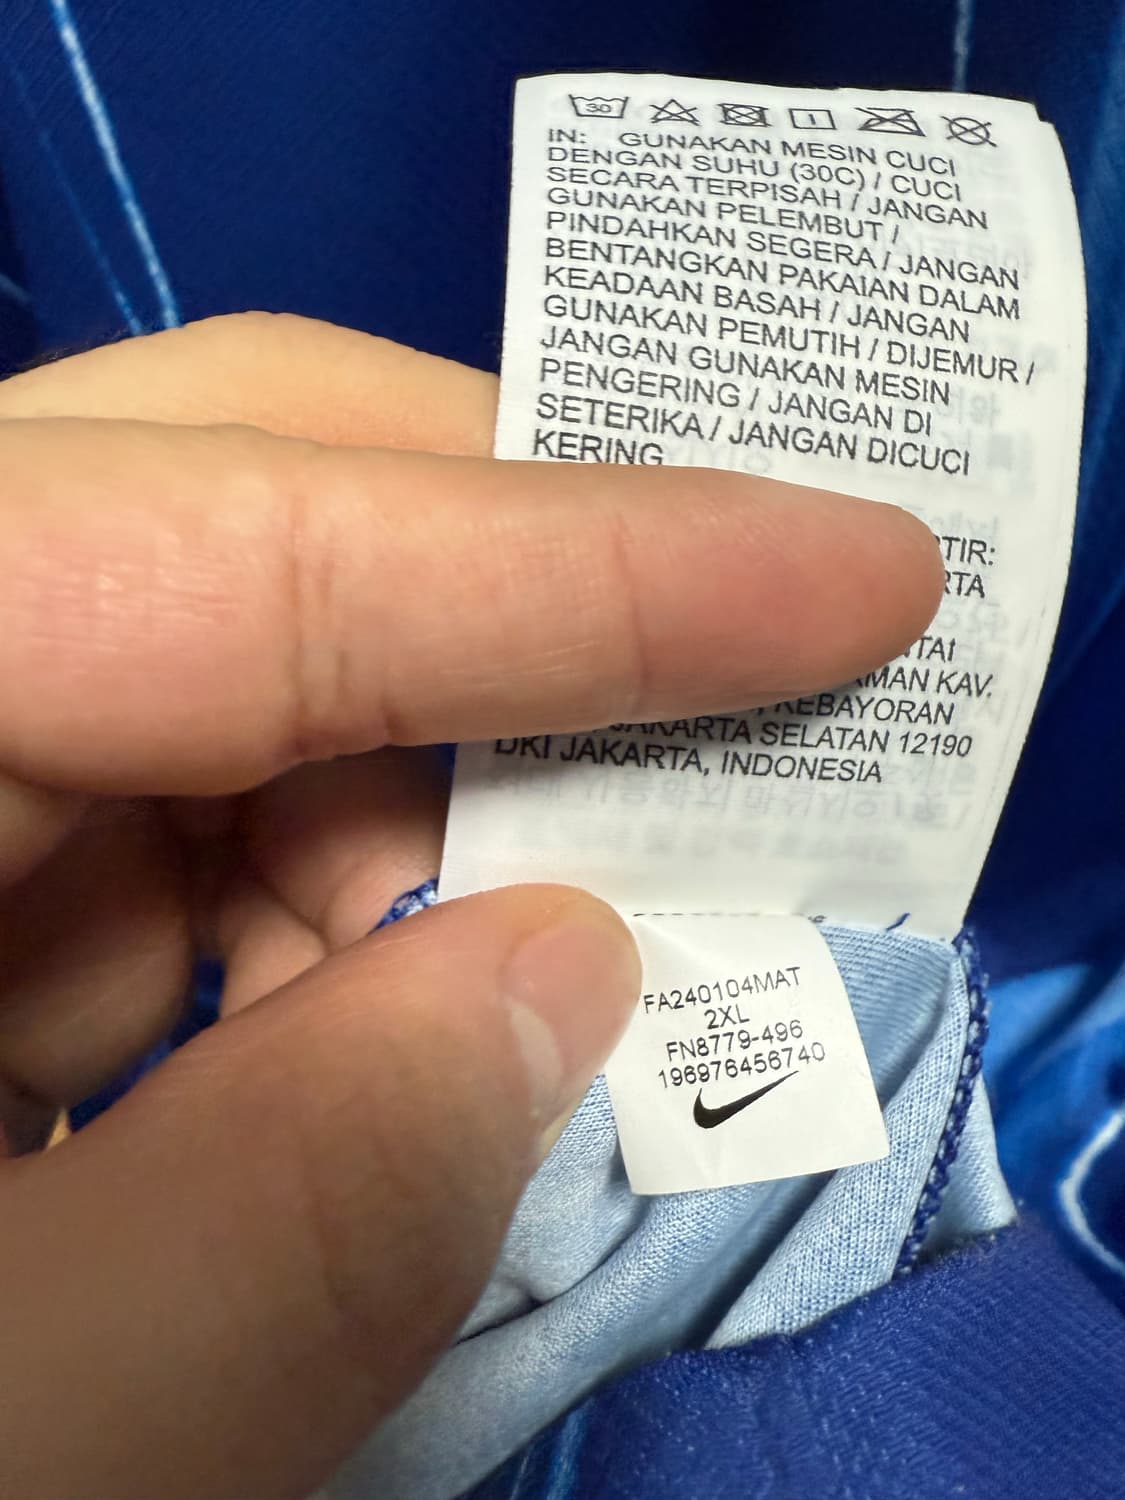 30
IN: GUNAKAN MESIN CUCI
DENGAN SUHU (30C) / CUCI
SECARA TERPISAH / JANGAN
GUNAKAN PELEMBUT /
PINDAHKAN SEGERA / JANGAN
BENTANGKAN PAKAIAN DALAM
KEADAAN BASAH / JANGAN
GUNAKAN PEMUTIH / DIJEMUR /
JANGAN GUNAKAN MESIN
PENGERING / JANGAN DI
SETERIKA / JANGAN DICUCI
KERING
TIR:
RTA
TAI
AMAN KAV.
, KEBAYORAN
JAKARTA SELATAN 12190
DKI JAKARTA, INDONESIA
FA240104MAT
2XL
FN8779-496
196976456740